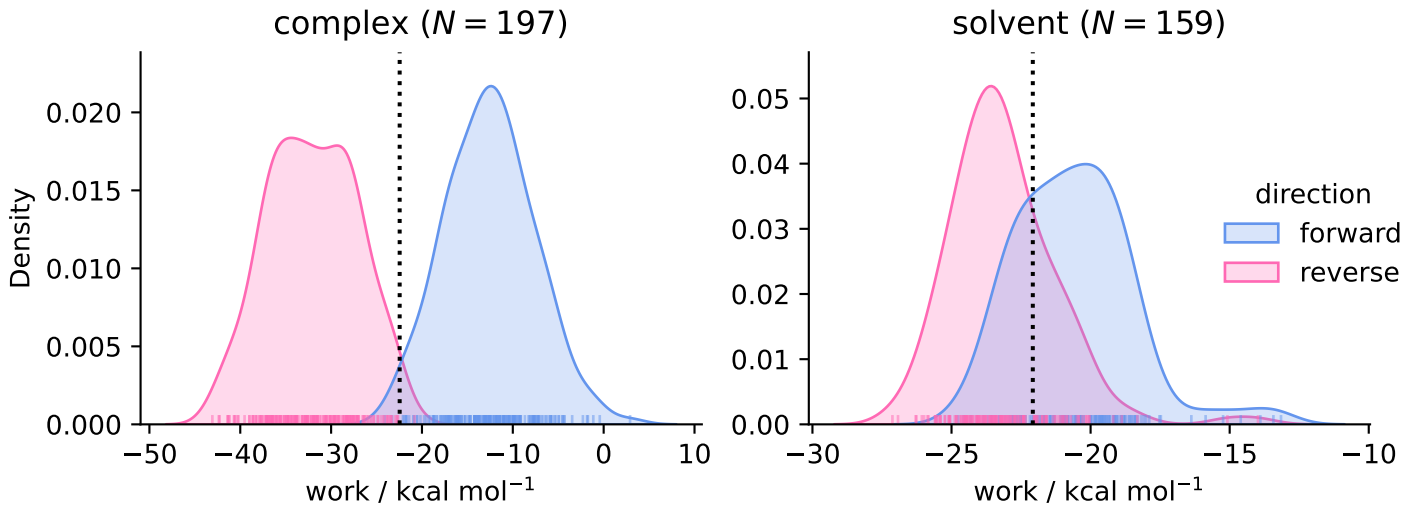 complex (N = 197)
Density
0.020
0.015
0.010
0.005
0.000
−50 −40 −30 −20 −10 0 10
work / kcal mol⁻¹
solvent (N = 159)
0.05
0.04
0.03
0.02
0.01
0.00
−30 −25 −20 −15 −10
work / kcal mol⁻¹
direction
forward
reverse